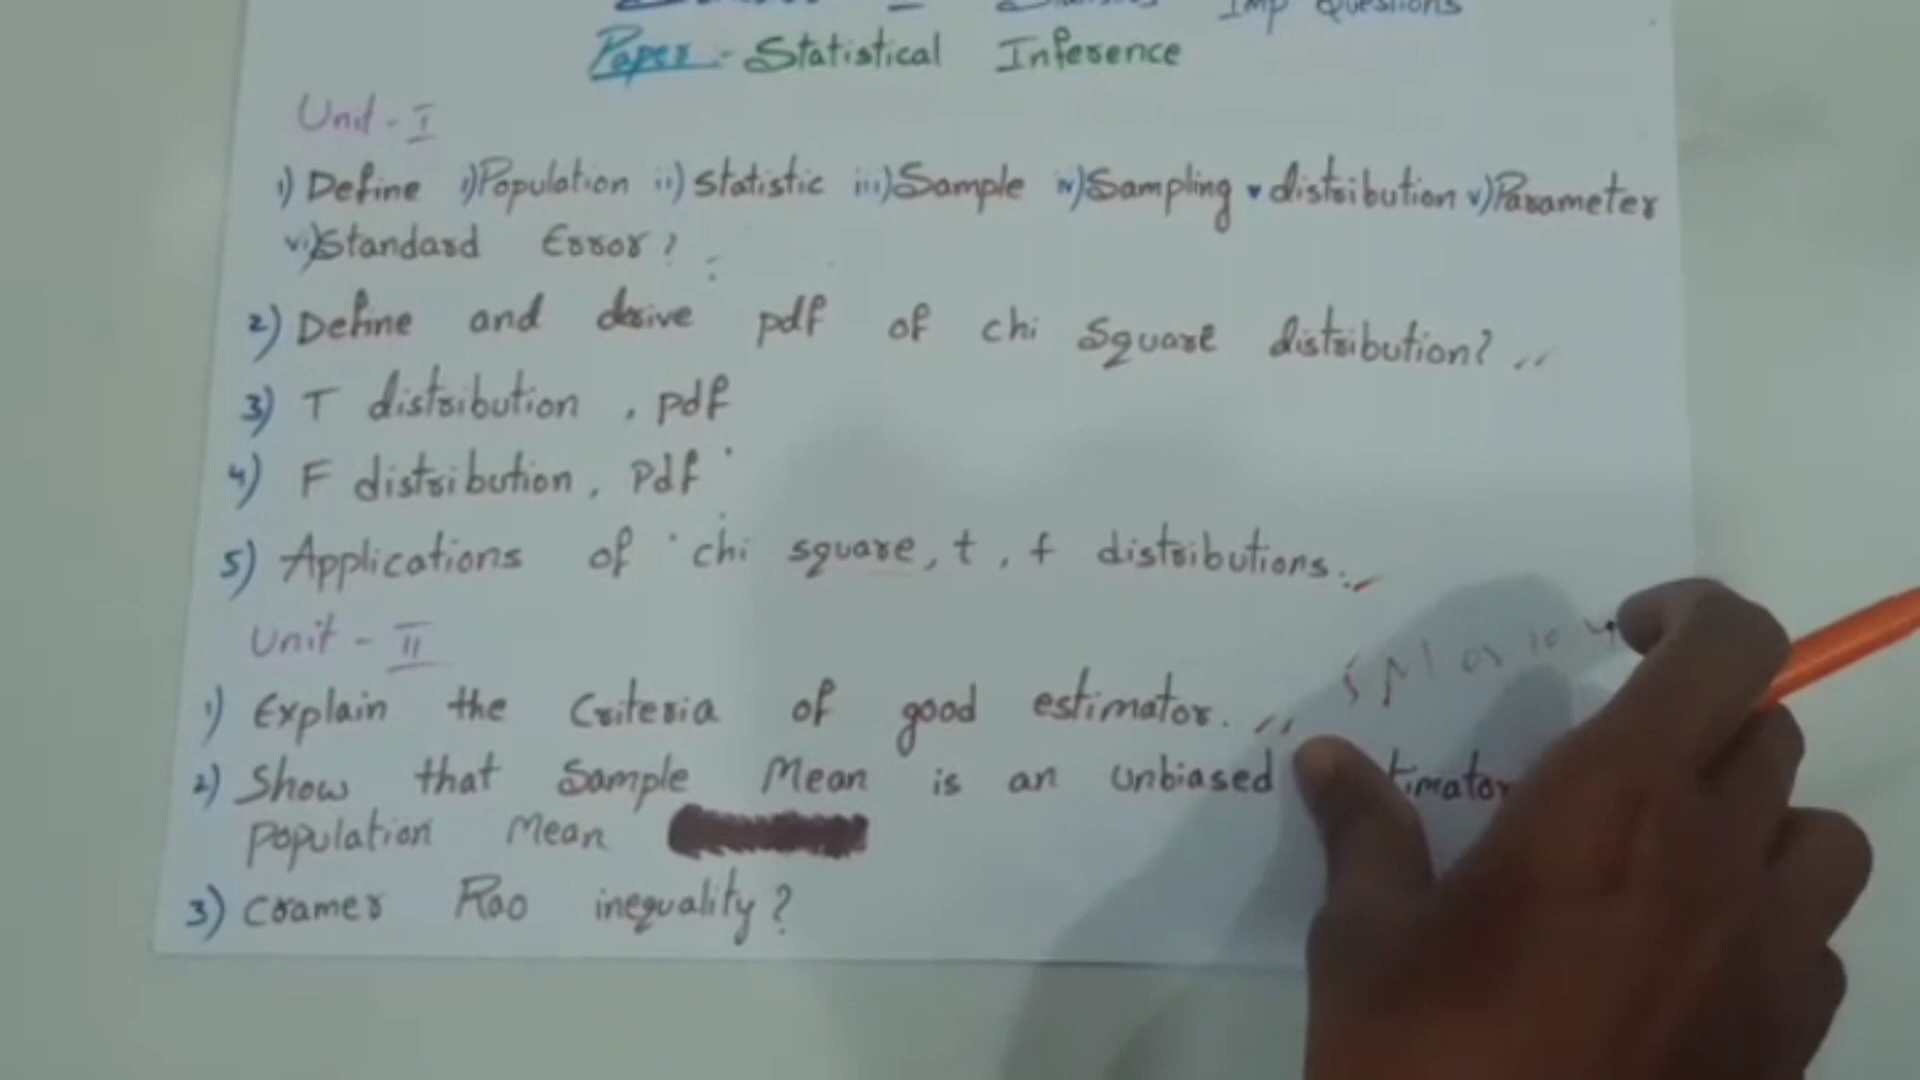 Imp Questions
Paper :- Statistical Inference
Unit - I
1) Define i) Population ii) Statistic iii) Sample iv) Sampling distribution v) Parameter
vi) Standard Error?
2) Define and derive pdf of chi Square distribution?
3) T distribution, pdf
4) F distribution, Pdf
5) Applications of chi square, t, f distributions.
Unit - II
1) Explain the Criteria of good estimator.
2) Show that Sample Mean is an unbiased
Population Mean
3) Cramer Rao inequality?